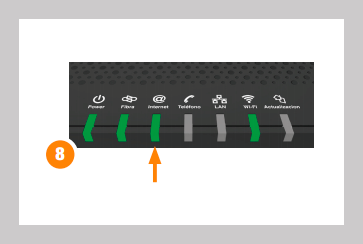 Power Fibra Internet Teléfono LAN Wi-Fi Actualización
8